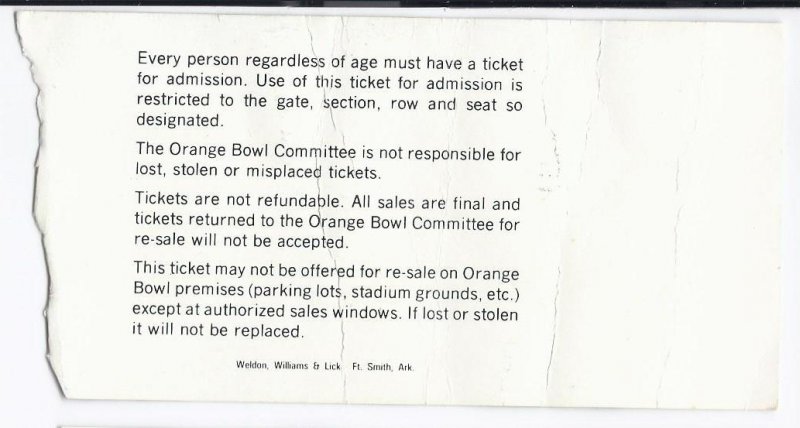 Every person regardless of age must have a ticket
for admission. Use of this ticket for admission is
restricted to the gate, section, row and seat so
designated.
The Orange Bowl Committee is not responsible for
lost, stolen or misplaced tickets.
Tickets are not refundable. All sales are final and
tickets returned to the Orange Bowl Committee for
re-sale will not be accepted.
This ticket may not be offered for re-sale on Orange
Bowl premises (parking lots, stadium grounds, etc.)
except at authorized sales windows. If lost or stolen
it will not be replaced.
Weldon, Williams & Lick Ft. Smith, Ark.